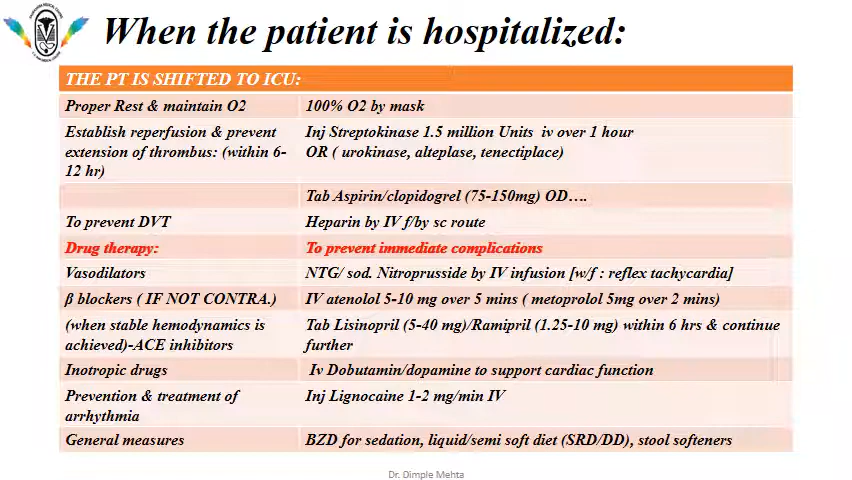 When the patient is hospitalized:
THE PT IS SHIFTED TO ICU:
Proper Rest & maintain O2
100% O2 by mask
Establish reperfusion & prevent
extension of thrombus: (within 6-
12 hr)
Inj Streptokinase 1.5 million Units iv over 1 hour
OR ( urokinase, alteplase, tenectiplace)
Tab Aspirin/clopidogrel (75-150mg) OD….
To prevent DVT
Heparin by IV f/by sc route
Drug therapy:
To prevent immediate complications
Vasodilators
NTG/ sod. Nitroprusside by IV infusion [w/f : reflex tachycardia]
β blockers ( IF NOT CONTRA.)
IV atenolol 5-10 mg over 5 mins ( metoprolol 5mg over 2 mins)
(when stable hemodynamics is
achieved)-ACE inhibitors
Tab Lisinopril (5-40 mg)/Ramipril (1.25-10 mg) within 6 hrs & continue
further
Inotropic drugs
Iv Dobutamin/dopamine to support cardiac function
Prevention & treatment of
arrhythmia
Inj Lignocaine 1-2 mg/min IV
General measures
BZD for sedation, liquid/semi soft diet (SRD/DD), stool softeners
Dr. Dimple Mehta